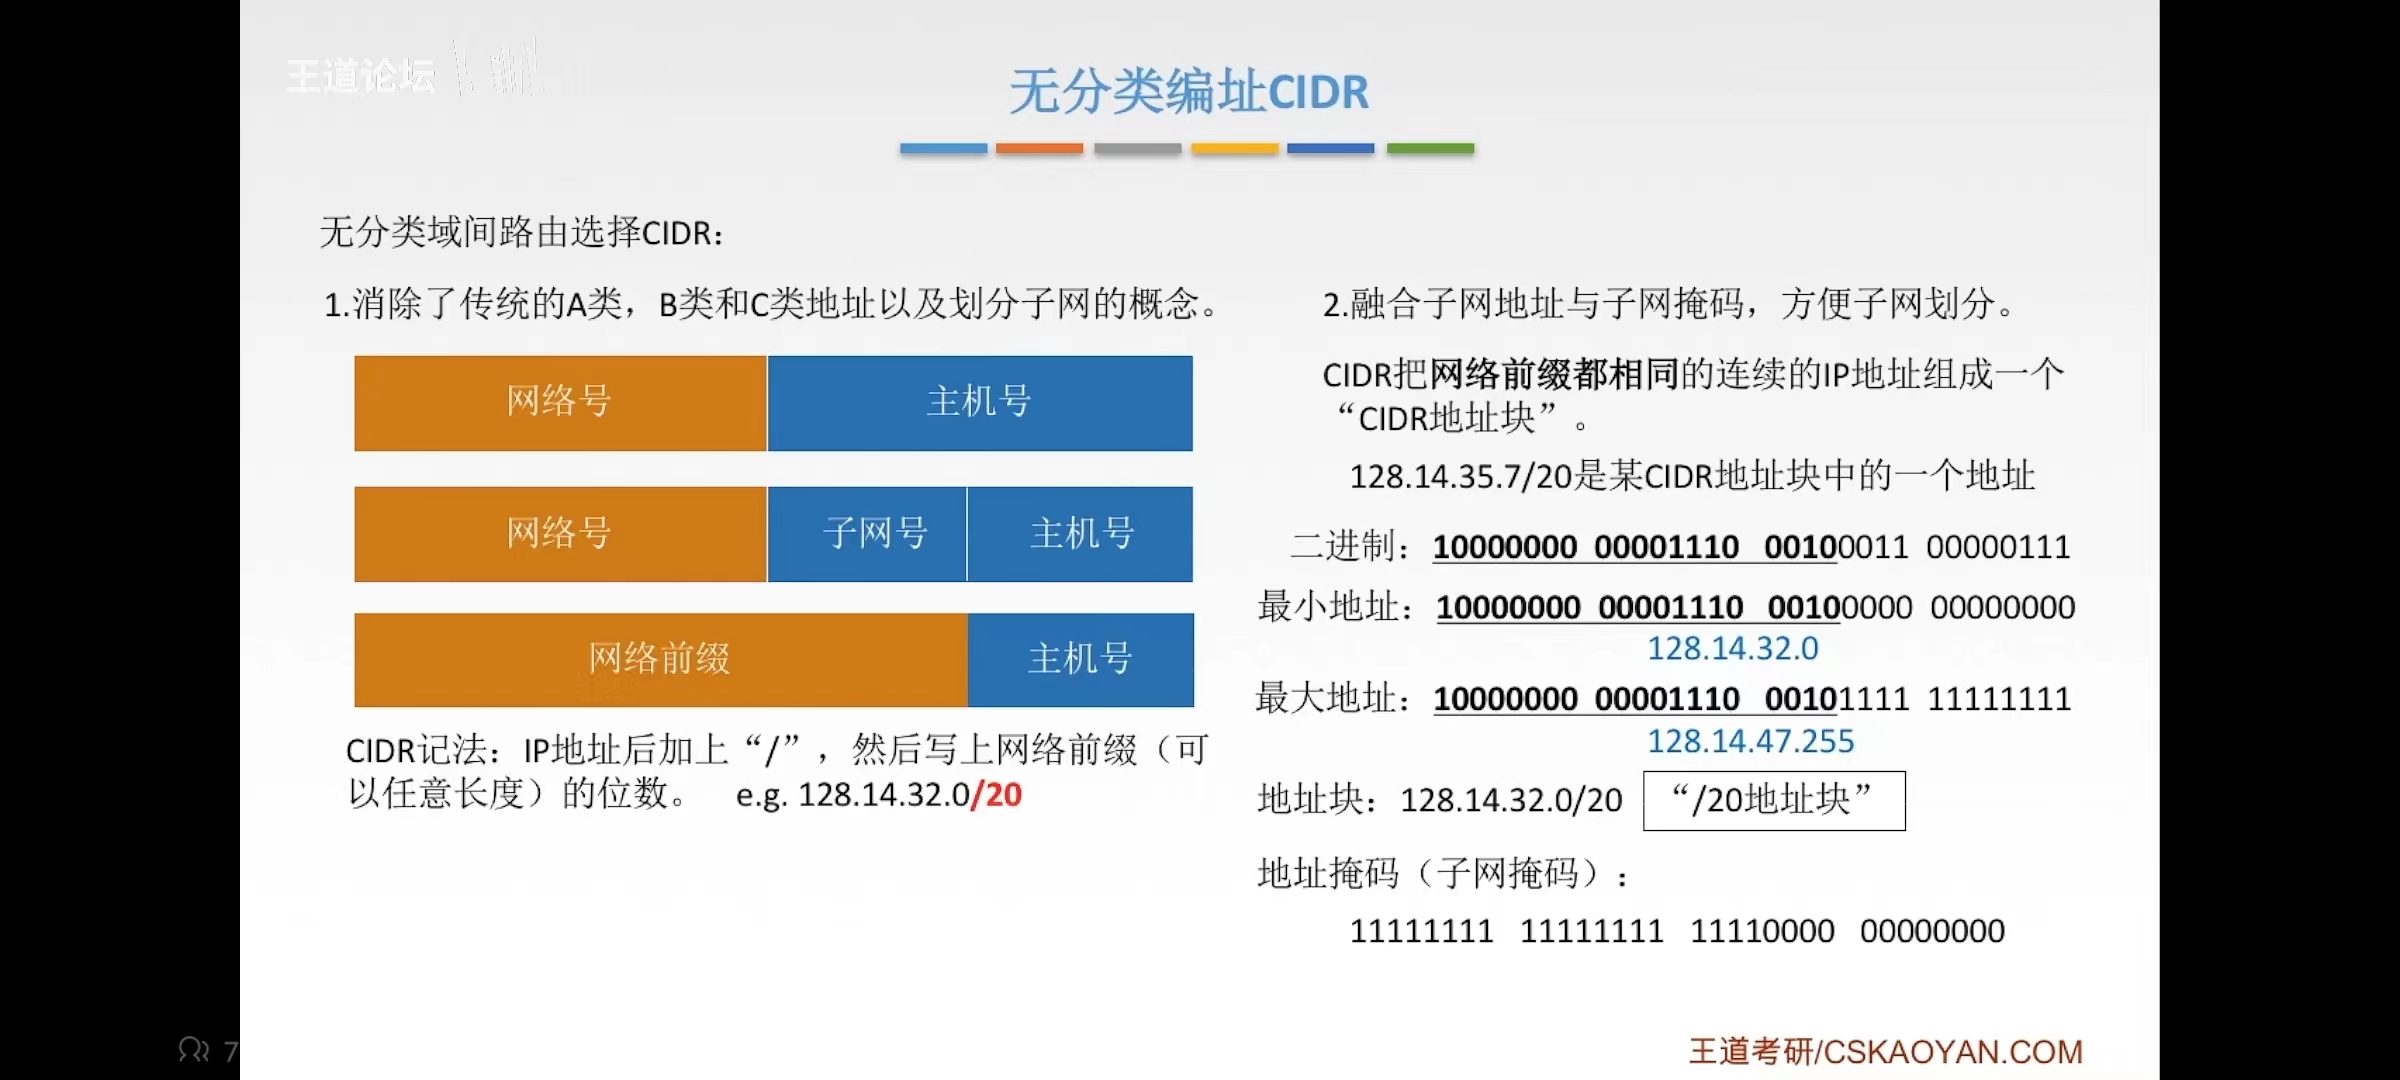 王道论坛
无分类编址CIDR
无分类域间路由选择CIDR：
1.消除了传统的A类，B类和C类地址以及划分子网的概念。
网络号 主机号
网络号 子网号 主机号
网络前缀 主机号
CIDR记法：IP地址后加上“/”，然后写上网络前缀（可
以任意长度）的位数。 e.g. 128.14.32.0/20
2.融合子网地址与子网掩码，方便子网划分。
CIDR把网络前缀都相同的连续的IP地址组成一个
“CIDR地址块”。
128.14.35.7/20是某CIDR地址块中的一个地址
二进制：10000000 00001110 00100011 00000111
最小地址：10000000 00001110 00100000 00000000
128.14.32.0
最大地址：10000000 00001110 00101111 11111111
128.14.47.255
地址块：128.14.32.0/20 “/20地址块”
地址掩码（子网掩码）：
11111111 11111111 11110000 00000000
7
王道考研/CSKAOYAN.COM